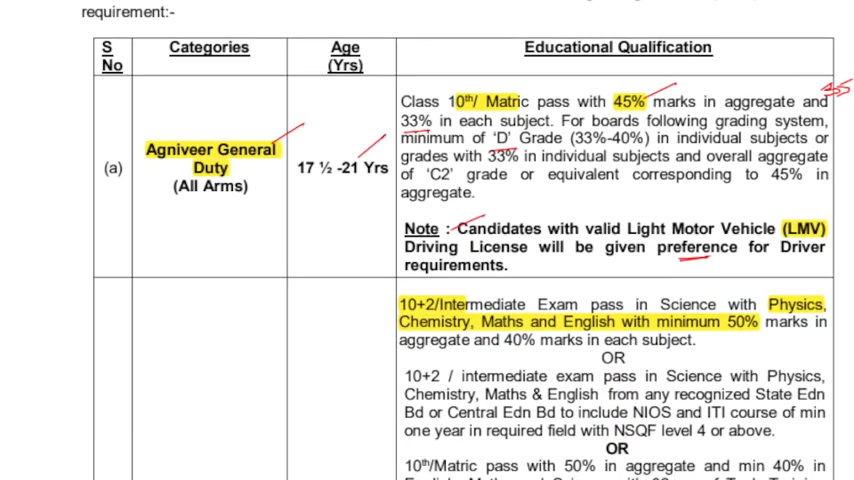 requirement:-
S No
Categories
Age (Yrs)
Educational Qualification
(a)
Agniveer General
Duty
(All Arms)
17 ½ -21 Yrs
Class 10th/ Matric pass with 45% marks in aggregate and
33% in each subject. For boards following grading system,
minimum of ‘D’ Grade (33%-40%) in individual subjects or
grades with 33% in individual subjects and overall aggregate
of ‘C2’ grade or equivalent corresponding to 45% in
aggregate.
Note : Candidates with valid Light Motor Vehicle (LMV)
Driving License will be given preference for Driver
requirements.
10+2/Intermediate Exam pass in Science with Physics,
Chemistry, Maths and English with minimum 50% marks in
aggregate and 40% marks in each subject.
OR
10+2 / intermediate exam pass in Science with Physics,
Chemistry, Maths & English from any recognized State Edn
Bd or Central Edn Bd to include NIOS and ITI course of min
one year in required field with NSQF level 4 or above.
OR
10th/Matric pass with 50% in aggregate and min 40% in